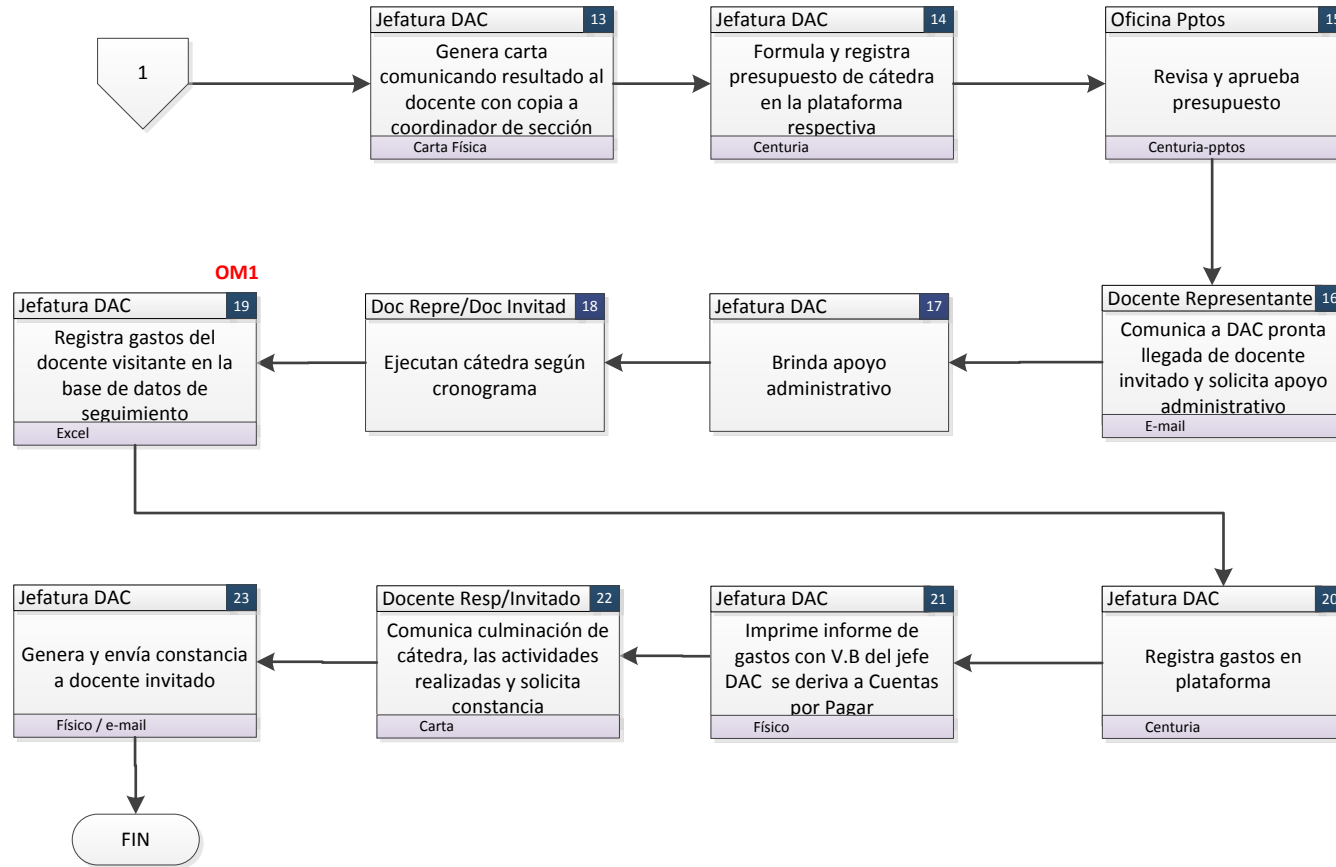 1
Jefatura DAC 13
Genera carta
comunicando resultado al
docente con copia a
coordinador de sección
Carta Física
Jefatura DAC 14
Formula y registra
presupuesto de cátedra
en la plataforma
respectiva
Centuria
Oficina Pptos 15
Revisa y aprueba
presupuesto
Centuria-pptos
Docente Representante 16
Comunica a DAC pronta
llegada de docente
invitado y solicita apoyo
administrativo
E-mail
Jefatura DAC 17
Brinda apoyo
administrativo
Doc Repre/Doc Invitad 18
Ejecutan cátedra según
cronograma
OM1
Jefatura DAC 19
Registra gastos del
docente visitante en la
base de datos de
seguimiento
Excel
Jefatura DAC 20
Registra gastos en
plataforma
Centuria
Jefatura DAC 21
Imprime informe de
gastos con V.B del jefe
DAC se deriva a Cuentas
por Pagar
Físico
Docente Resp/Invitado 22
Comunica culminación de
cátedra, las actividades
realizadas y solicita
constancia
Carta
Jefatura DAC 23
Genera y envía constancia
a docente invitado
Físico / e-mail
FIN